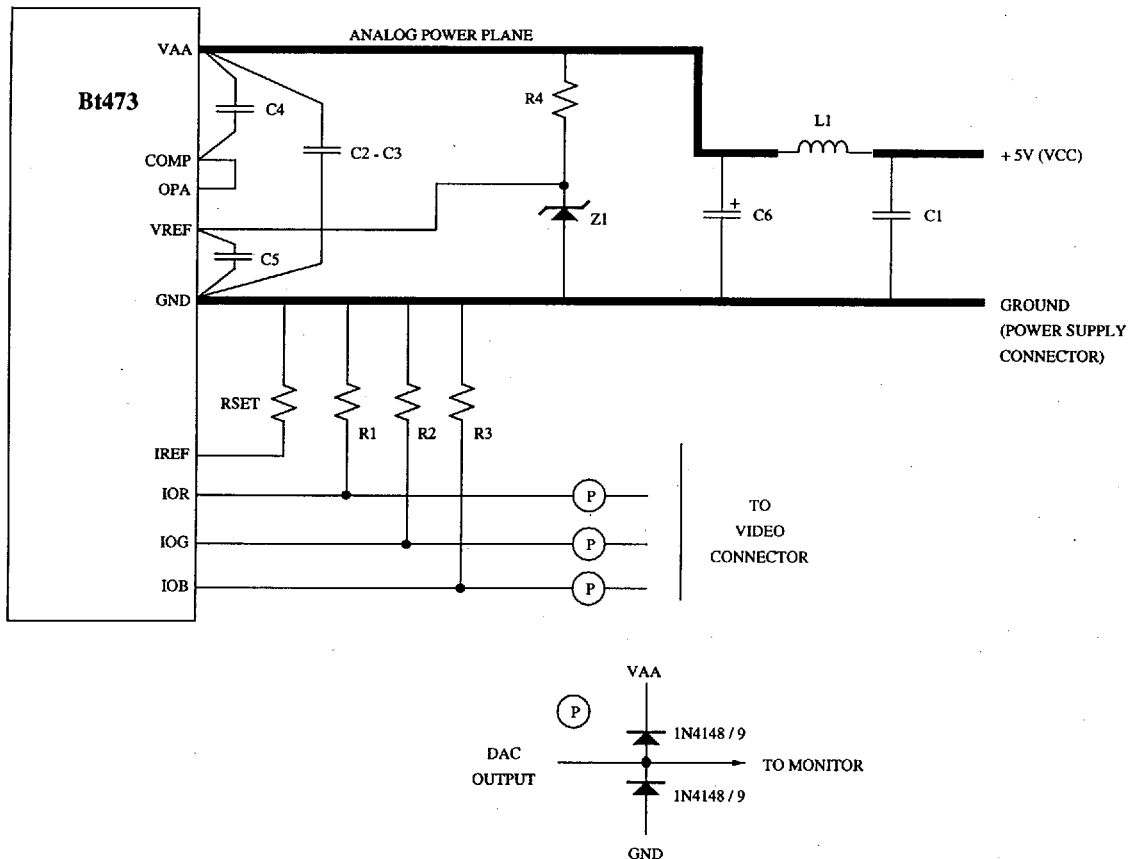 ANALOG POWER PLANE
VAA
Bt473
C4
R4
L1
C2 - C3
COMP
+ 5V (VCC)
OPA
VREF
Z1
+
C6
C1
C5
GND
GROUND
(POWER SUPPLY
CONNECTOR)
RSET
R1
R2
R3
IREF
IOR
P
TO
VIDEO
CONNECTOR
IOG
P
IOB
P
VAA
P
1N4148 / 9
DAC
OUTPUT
TO MONITOR
1N4148 / 9
GND